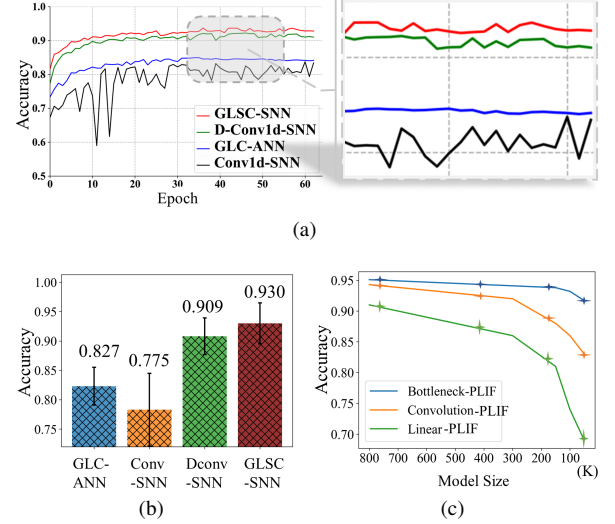 1.0
0.9
0.8
0.7
0.6
0.5
Accuracy
0 10 20 30 40 50 60
Epoch
GLSC-SNN
D-Conv1d-SNN
GLC-ANN
Conv1d-SNN
(a)
1.00
0.95
0.90
0.85
0.80
0.75
Accuracy
0.827
0.775
0.909
0.930
GLC-
ANN
Conv
-SNN
Dconv
-SNN
GLSC
-SNN
(b)
0.95
0.90
0.85
0.80
0.75
0.70
Accuracy
Bottleneck-PLIF
Convolution-PLIF
Linear-PLIF
800 700 600 500 400 300 200 100
(K)
Model Size
(c)